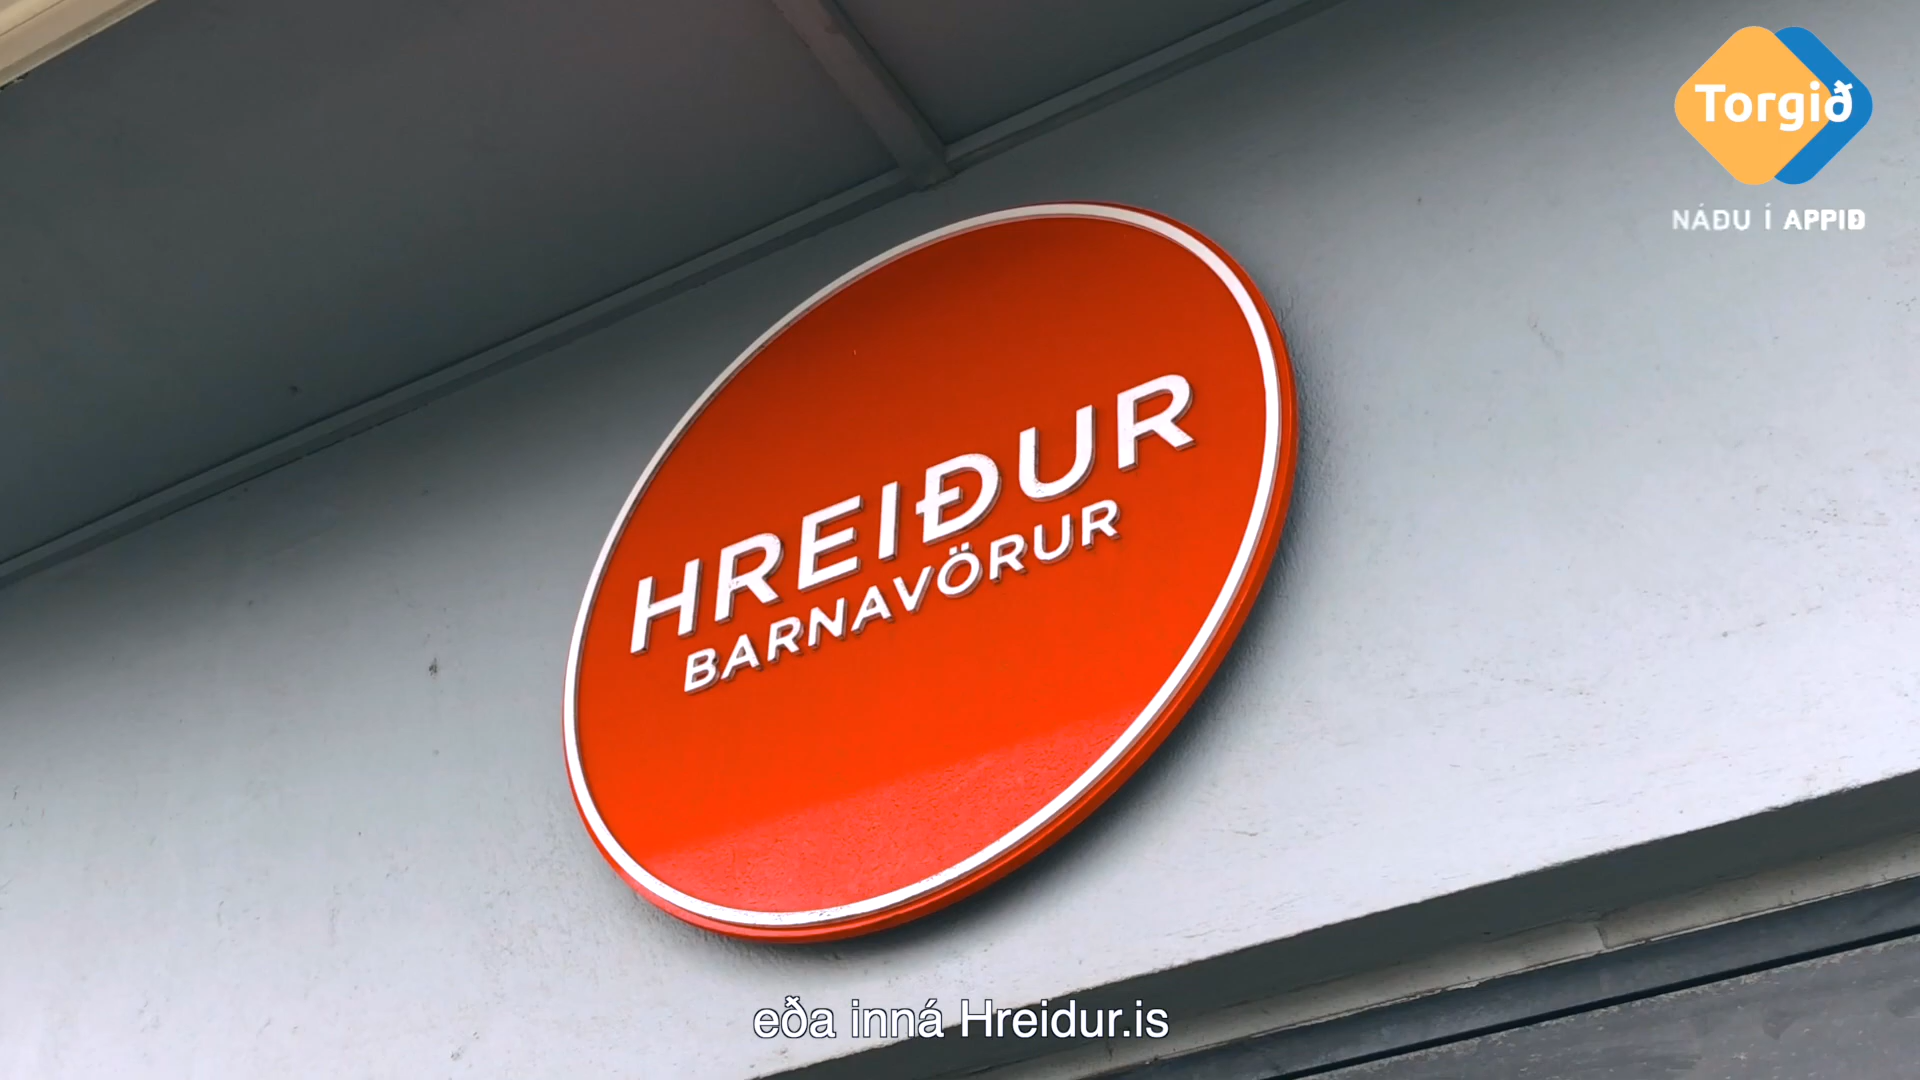 Torgið
NÁÐU Í APPIÐ
HREIÐUR
BARNAVÖRUR
eða inná Hreidur.is